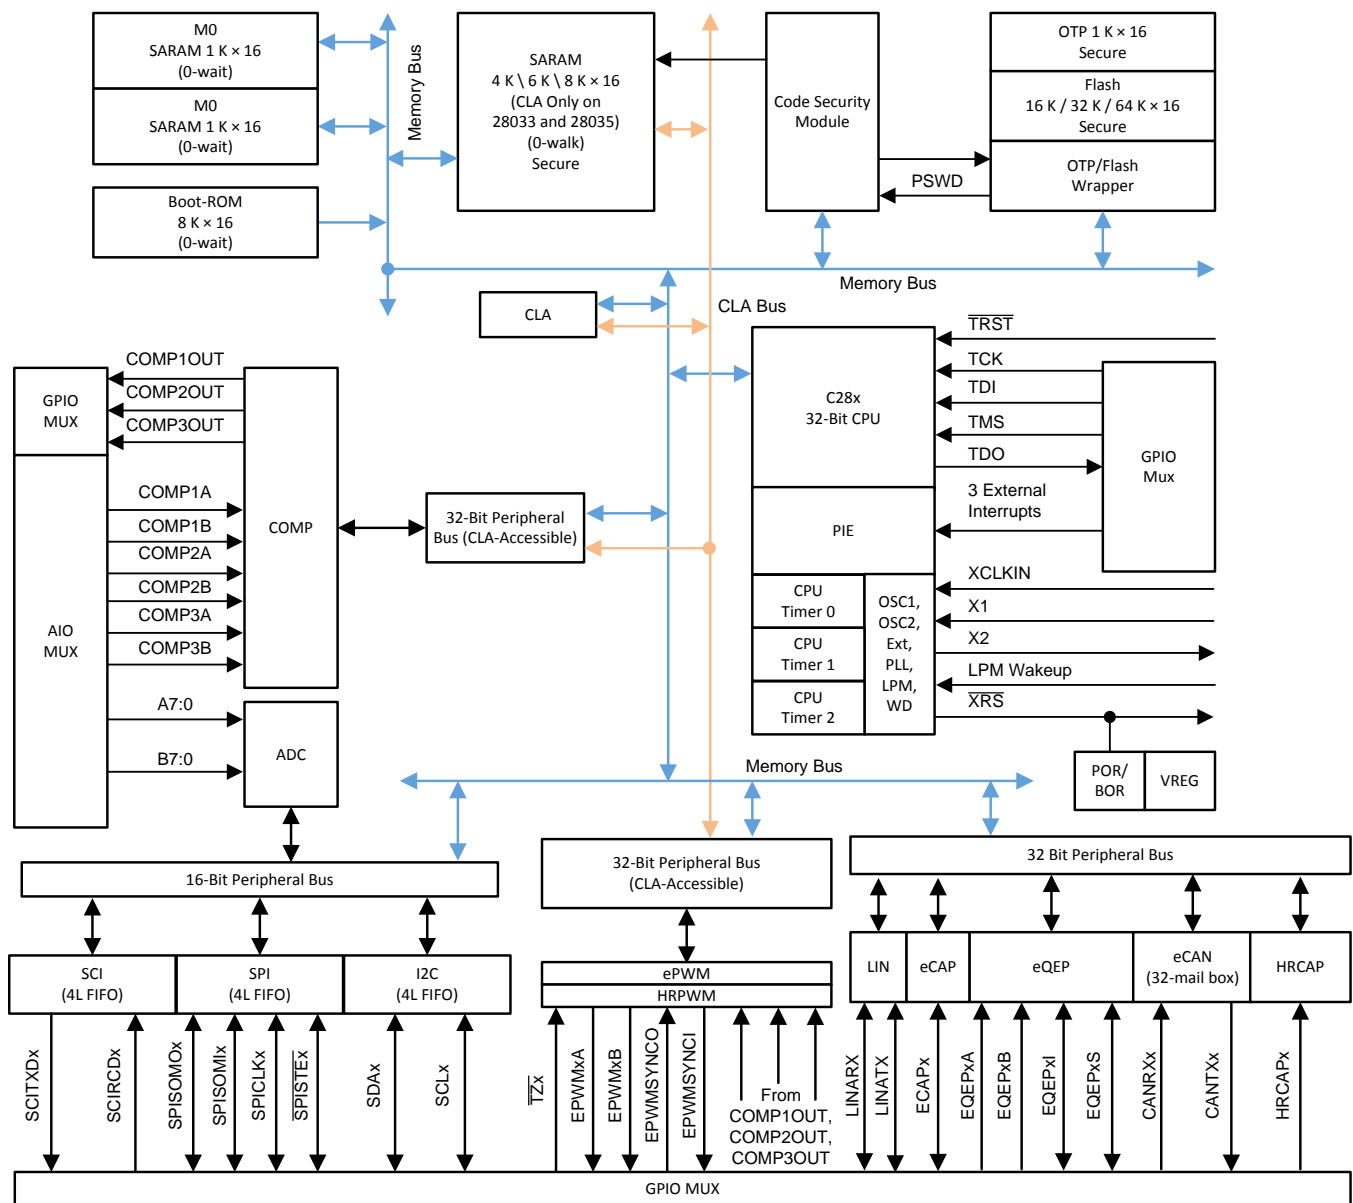 M0
SARAM 1 K × 16
(0-wait)
M0
SARAM 1 K × 16
(0-wait)
Boot-ROM
8 K × 16
(0-wait)
Memory Bus
SARAM
4 K \ 6 K \ 8 K × 16
(CLA Only on
28033 and 28035)
(0-walk)
Secure
Code Security
Module
PSWD
OTP 1 K × 16
Secure
Flash
16 K / 32 K / 64 K × 16
Secure
OTP/Flash
Wrapper
Memory Bus
CLA
CLA Bus
COMP1OUT
COMP2OUT
COMP3OUT
GPIO
MUX
AIO
MUX
COMP1A
COMP1B
COMP2A
COMP2B
COMP3A
COMP3B
A7:0
B7:0
COMP
ADC
32-Bit Peripheral
Bus (CLA-Accessible)
C28x
32-Bit CPU
PIE
CPU
Timer 0
CPU
Timer 1
CPU
Timer 2
OSC1,
OSC2,
Ext,
PLL,
LPM,
WD
TRST
TCK
TDI
TMS
TDO
3 External
Interrupts
GPIO
Mux
XCLKIN
X1
X2
LPM Wakeup
XRS
POR/
BOR
VREG
Memory Bus
16-Bit Peripheral Bus
32-Bit Peripheral Bus
(CLA-Accessible)
32 Bit Peripheral Bus
SCI
(4L FIFO)
SPI
(4L FIFO)
I2C
(4L FIFO)
ePWM
HRPWM
LIN
eCAP
eQEP
eCAN
(32-mail box)
HRCAP
SCITXDx
SCIRCDx
SPISOMOx
SPISOMIx
SPICLKx
SPISTEx
SDAx
SCLx
TZx
EPWMxA
EPWMxB
EPWMSYNCO
EPWMSYNCI
From
COMP1OUT,
COMP2OUT,
COMP3OUT
LINARX
LINATX
ECAPx
EQEPxA
EQEPxB
EQEPxI
EQEPxS
CANRXx
CANTXx
HRCAPx
GPIO MUX